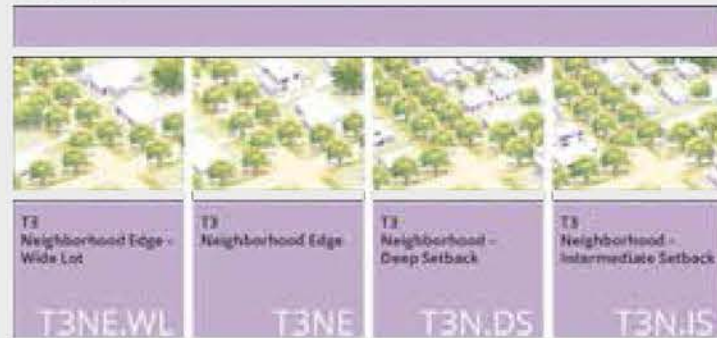 T3
Neighborhood Edge -
Wide Lot
T3NE.WL
T3
Neighborhood Edge
T3NE
T3
Neighborhood -
Deep Setback
T3N.DS
T3
Neighborhood -
Intermediate Setback
T3N.IS